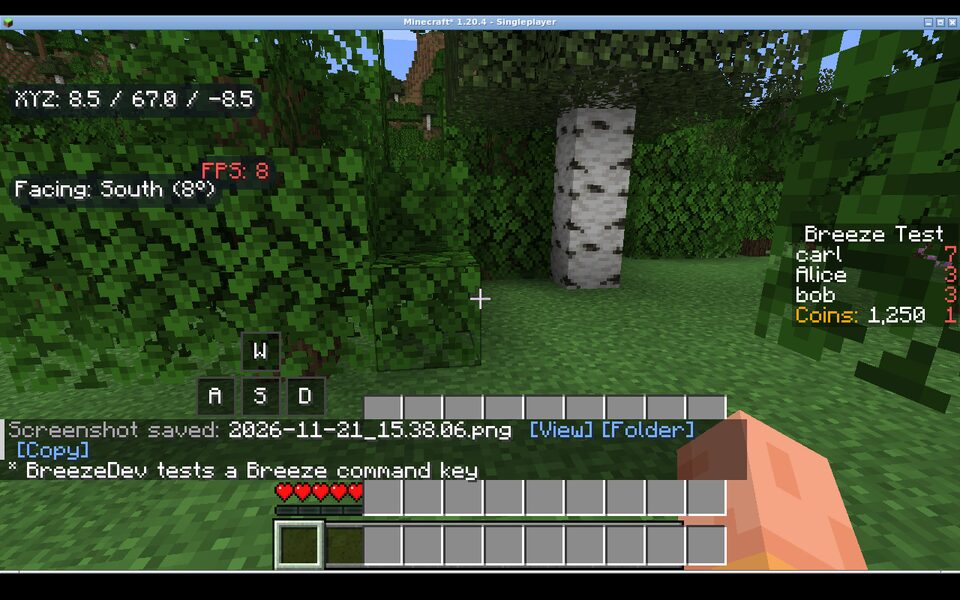 Minecraft* 1.20.4 - Singleplayer
XYZ: 8.5 / 67.0 / -8.5
FPS: 8
Facing: South (8º)
Breeze Test
carl 7
Alice 3
bob 3
Coins: 1,250 1
W
A S D
Screenshot saved: 2026-11-21_15.38.06.png [View] [Folder]
[Copy]
* BreezeDev tests a Breeze command key